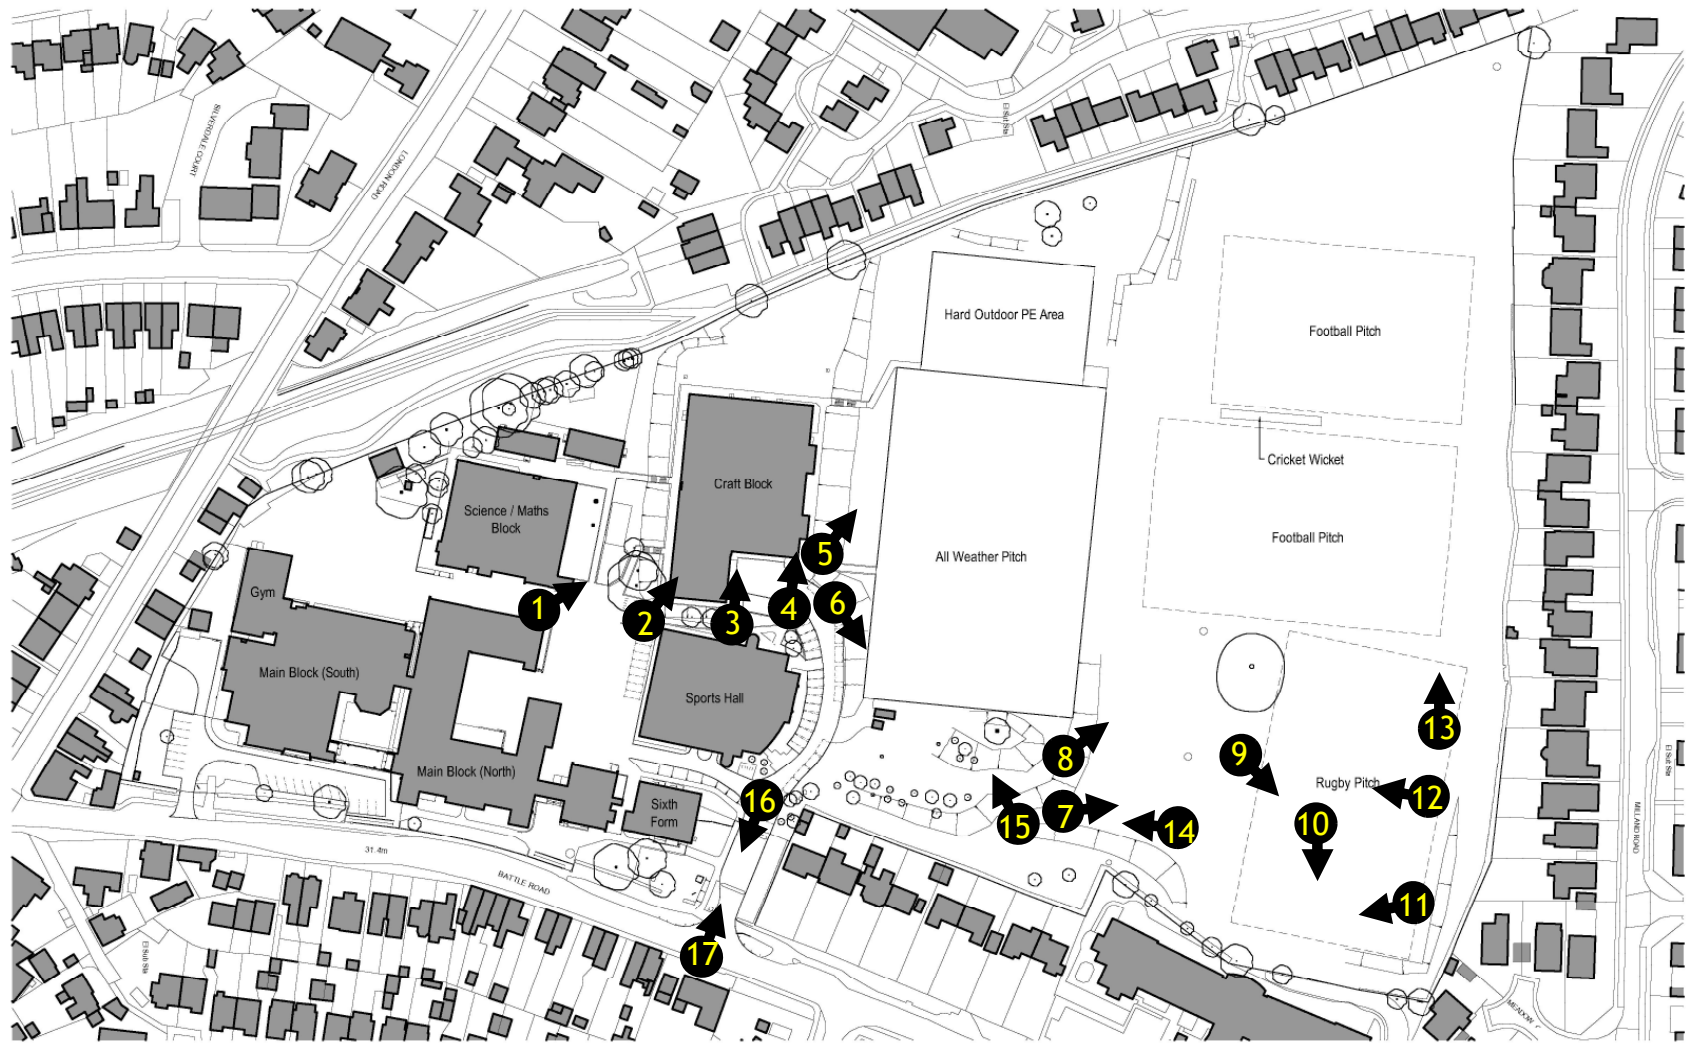 SILVERDALE COURT
LONDON ROAD
El Sub Sta
Hard Outdoor PE Area
Football Pitch
Cricket Wicket
Craft Block
Science / Maths
Block
Football Pitch
All Weather Pitch
5
Gym
1
2
3
4
6
Main Block (South)
Sports Hall
13
8
9
El Sub Sta
Main Block (North)
Rugby Pitch
12
16
Sixth
Form
7
15
14
10
MILLAND ROAD
31.4m
BATTLE ROAD
11
17
El Sub Sta
MEADOW